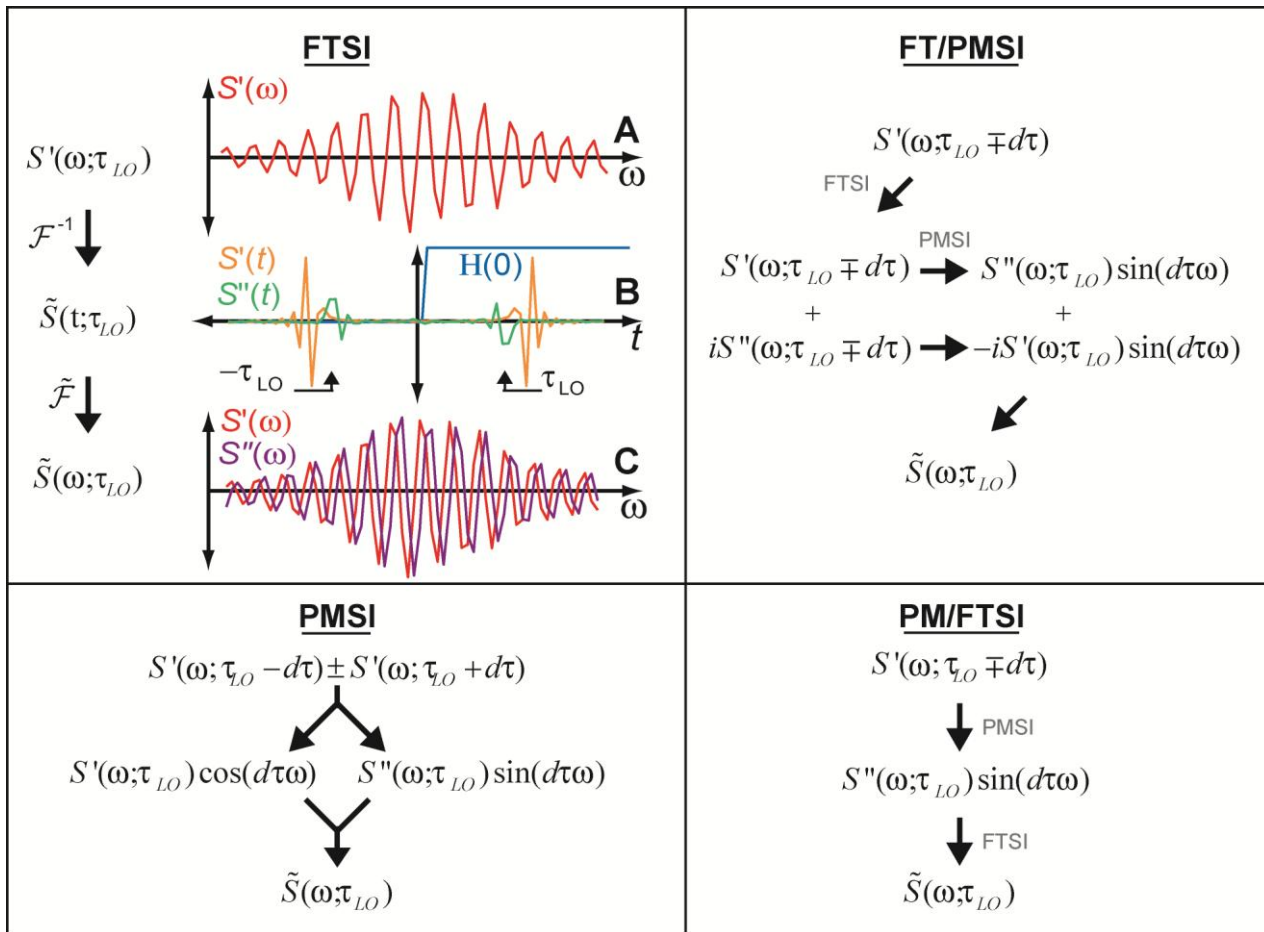 FTSI
S'(ω)
A
S'(ω;τ_LO)
ω
ℱ⁻¹
S'(t)
S''(t)
H(0)
B
S̃(t;τ_LO)
t
−τ_LO
τ_LO
ℱ̃
S'(ω)
S''(ω)
C
S̃(ω;τ_LO)
ω
FT/PMSI
S'(ω;τ_LO ∓dτ)
FTSI
PMSI
S'(ω;τ_LO ∓dτ) S''(ω;τ_LO)sin(dτω)
+ +
iS''(ω;τ_LO ∓dτ) −iS'(ω;τ_LO)sin(dτω)
S̃(ω;τ_LO)
PMSI
S'(ω;τ_LO −dτ)±S'(ω;τ_LO +dτ)
S'(ω;τ_LO)cos(dτω) S''(ω;τ_LO)sin(dτω)
S̃(ω;τ_LO)
PM/FTSI
S'(ω;τ_LO ∓dτ)
PMSI
S''(ω;τ_LO)sin(dτω)
FTSI
S̃(ω;τ_LO)